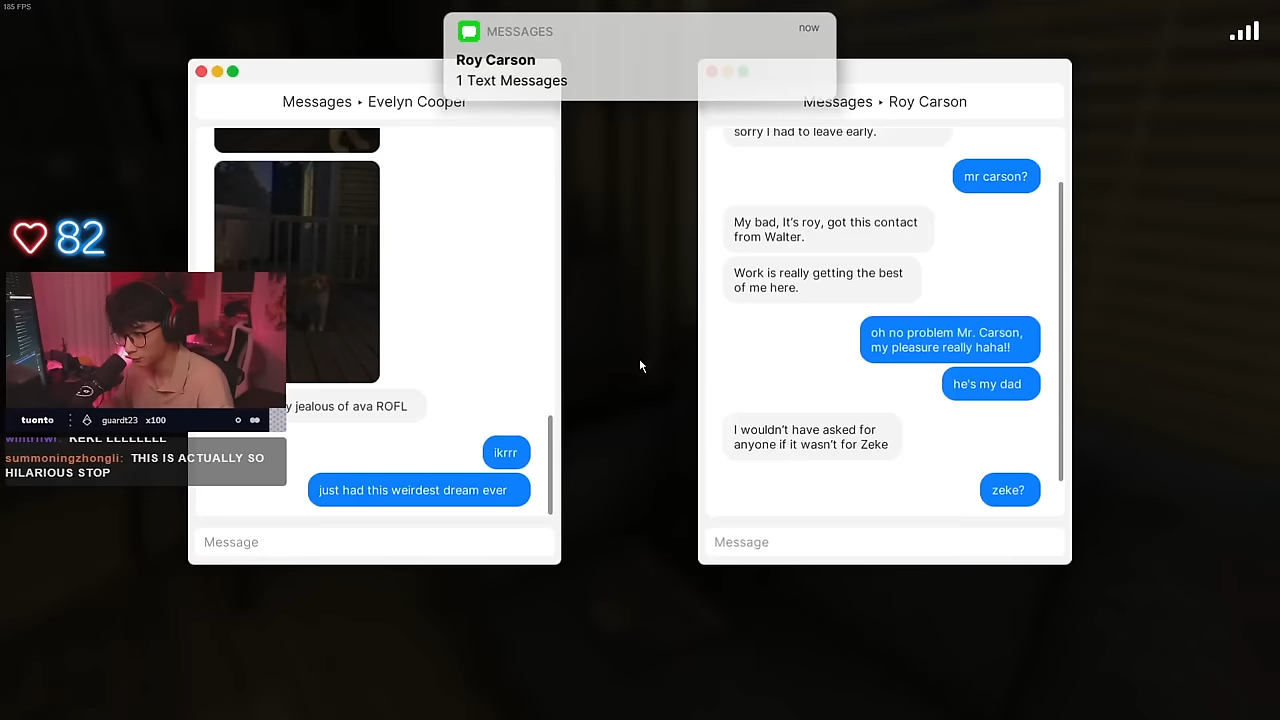 185 FPS
MESSAGES
now
Roy Carson
1 Text Messages
Messages ‣ Evelyn Cooper
y jealous of ava ROFL
ikrrr
just had this weirdest dream ever
Message
Messages ‣ Roy Carson
sorry I had to leave early.
mr carson?
My bad, It’s roy, got this contact
from Walter.
Work is really getting the best
of me here.
oh no problem Mr. Carson,
my pleasure really haha!!
he's my dad
I wouldn’t have asked for
anyone if it wasn’t for Zeke
zeke?
Message
82
tuonto
guardt23 x100
KEKL LLLLLLL
summoningzhongli: THIS IS ACTUALLY SO
HILARIOUS STOP